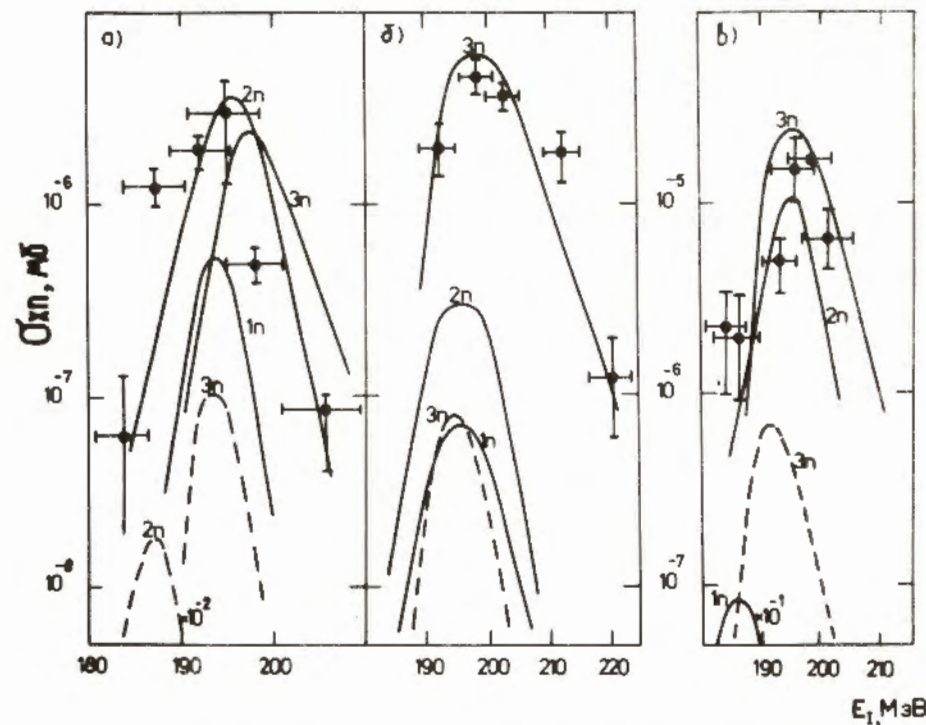 а)
2n
3n
1n
3n
2n
×10⁻²
10⁻⁶
10⁻⁷
10⁻⁸
σxn, мб
180 190 200
б)
3n
2n
3n
1n
190 200 210 220
в)
3n
2n
3n
1n
×10⁻¹
10⁻⁵
10⁻⁶
10⁻⁷
190 200 210
E_I, МэВ